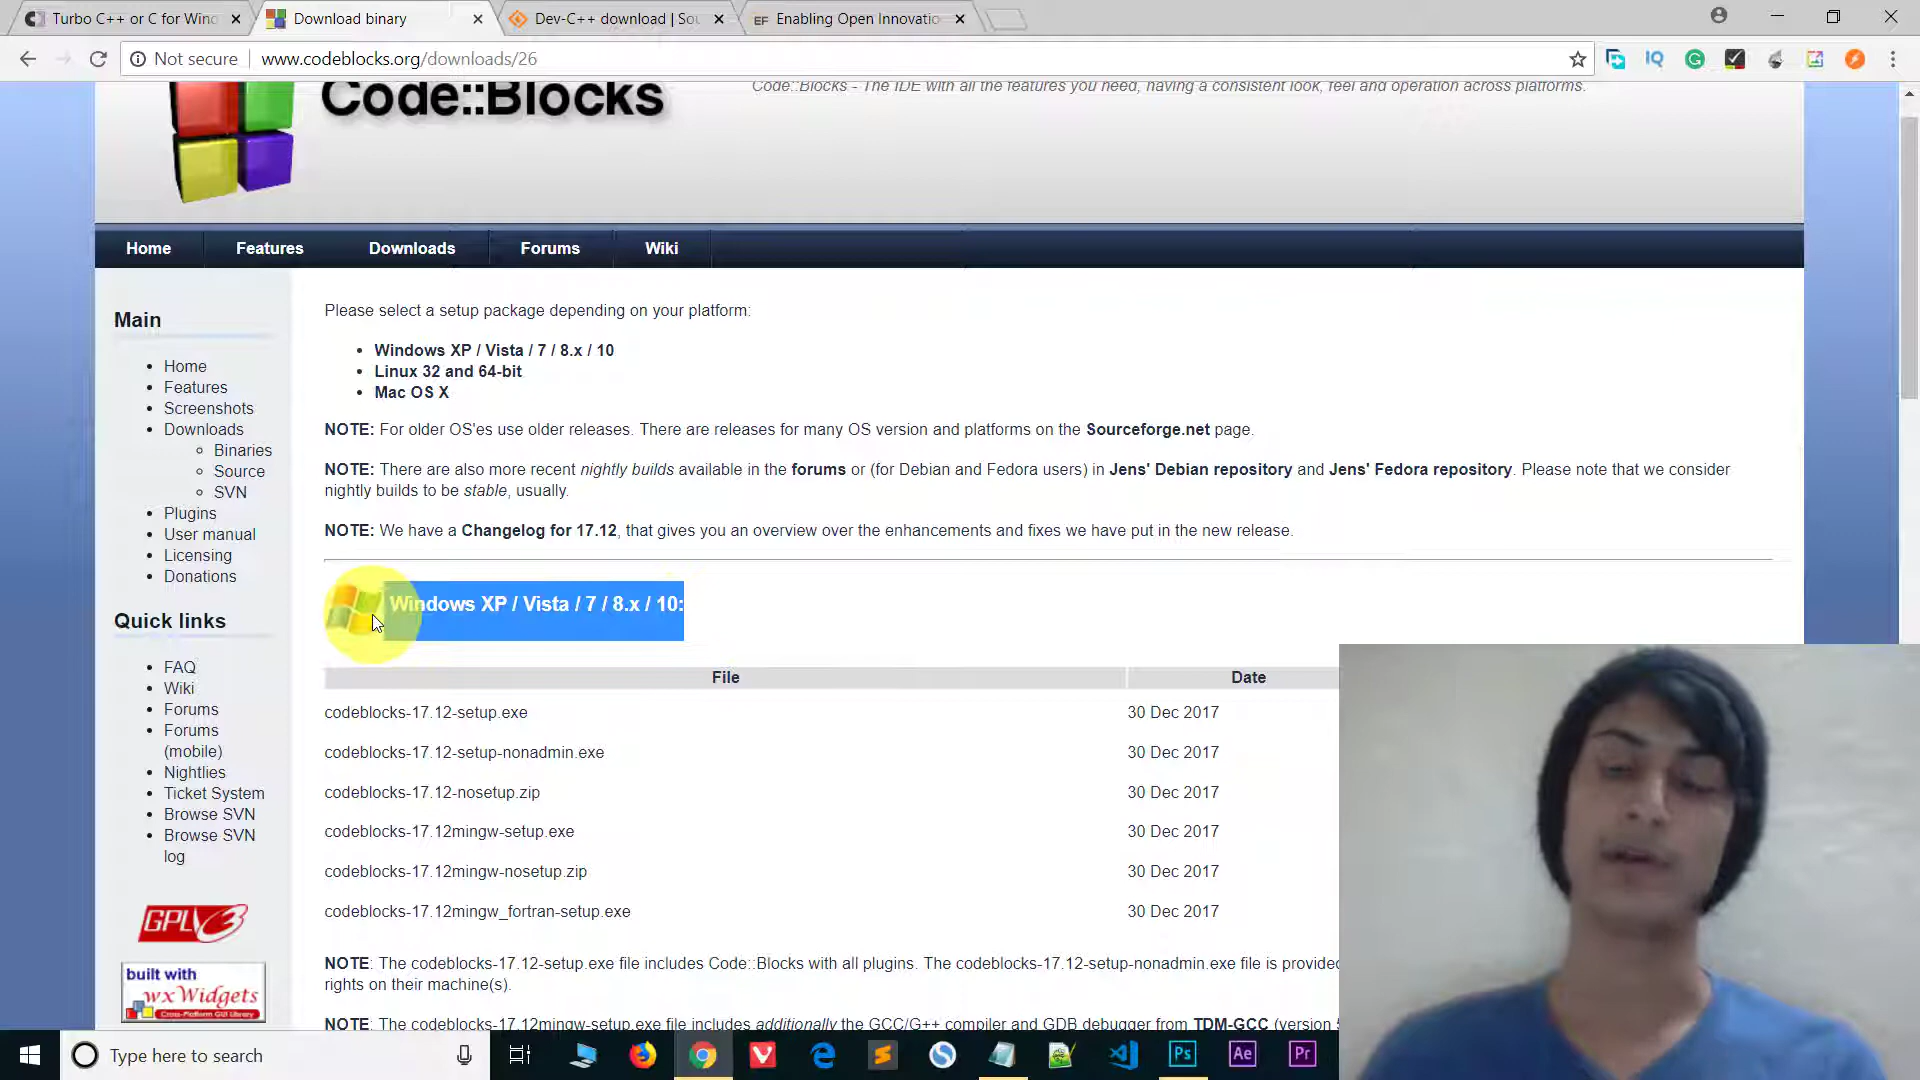 Turbo C++ or C for Wind
Download binary
Dev-C++ download | Sou
EF Enabling Open Innovatio
Not secure | www.codeblocks.org/downloads/26
Code::Blocks
Code::Blocks - The IDE with all the features you need, having a consistent look, feel and operation across platforms.
Home
Features
Downloads
Forums
Wiki
Main
Home
Features
Screenshots
Downloads
Binaries
Source
SVN
Plugins
User manual
Licensing
Donations
Quick links
FAQ
Wiki
Forums
Forums
(mobile)
Nightlies
Ticket System
Browse SVN
Browse SVN
log
GPLv3
built with
wxWidgets
Cross-Platform GUI Library
Please select a setup package depending on your platform:
Windows XP / Vista / 7 / 8.x / 10
Linux 32 and 64-bit
Mac OS X
NOTE: For older OS'es use older releases. There are releases for many OS version and platforms on the Sourceforge.net page.
NOTE: There are also more recent nightly builds available in the forums or (for Debian and Fedora users) in Jens' Debian repository and Jens' Fedora repository. Please note that we consider
nightly builds to be stable, usually.
NOTE: We have a Changelog for 17.12, that gives you an overview over the enhancements and fixes we have put in the new release.
Windows XP / Vista / 7 / 8.x / 10:
File Date
codeblocks-17.12-setup.exe 30 Dec 2017
codeblocks-17.12-setup-nonadmin.exe 30 Dec 2017
codeblocks-17.12-nosetup.zip 30 Dec 2017
codeblocks-17.12mingw-setup.exe 30 Dec 2017
codeblocks-17.12mingw-nosetup.zip 30 Dec 2017
codeblocks-17.12mingw_fortran-setup.exe 30 Dec 2017
NOTE: The codeblocks-17.12-setup.exe file includes Code::Blocks with all plugins. The codeblocks-17.12-setup-nonadmin.exe file is provided
rights on their machine(s).
NOTE: The codeblocks-17.12mingw-setup.exe file includes additionally the GCC/G++ compiler and GDB debugger from TDM-GCC (version
Type here to search
Ps
Ae
Pr